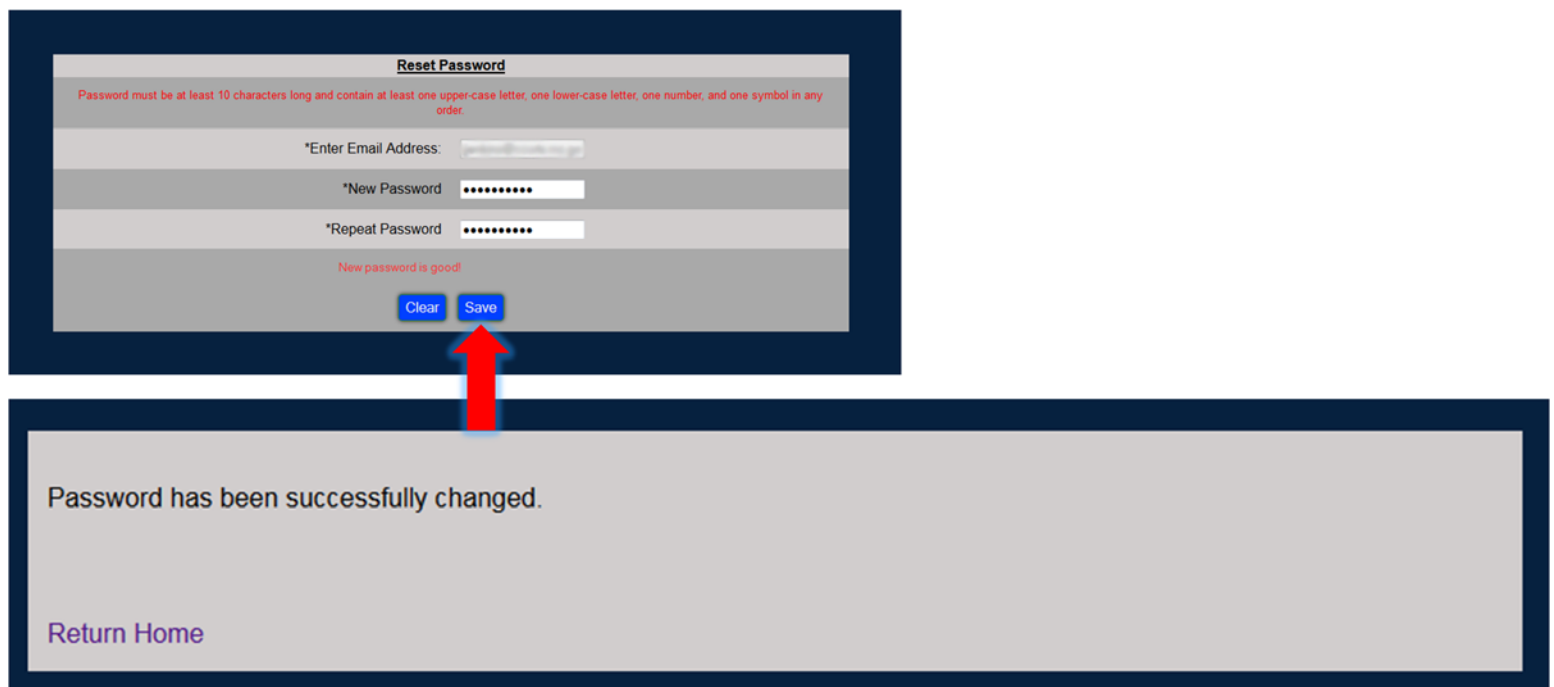 Reset Password
Password must be at least 10 characters long and contain at least one upper-case letter, one lower-case letter, one number, and one symbol in any
order.
*Enter Email Address:
*New Password ••••••••••
*Repeat Password ••••••••••
New password is good!
Clear Save
Password has been successfully changed.
Return Home